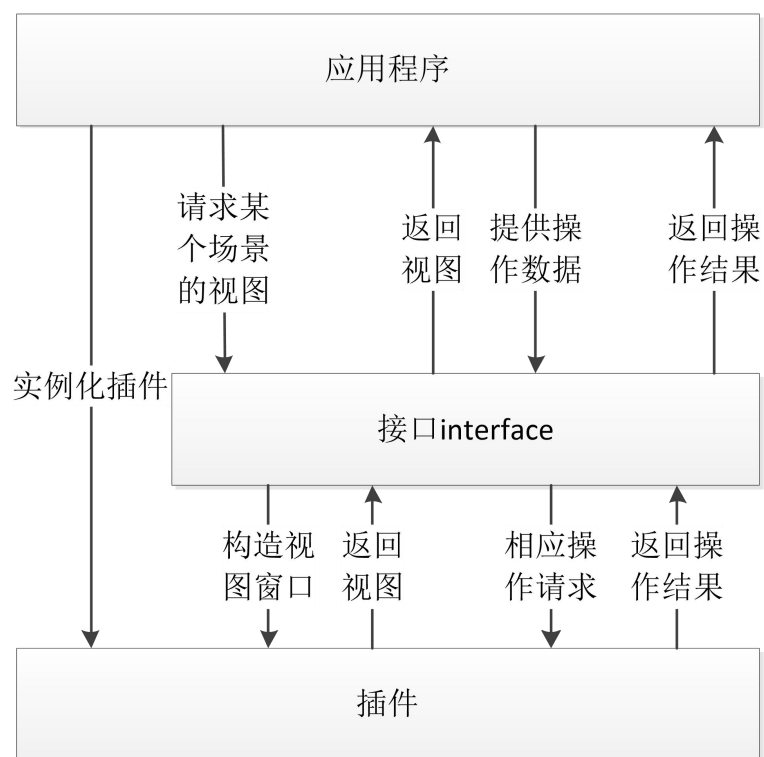 应用程序
请求某
个场景
的视图
返回
视图
提供操
作数据
返回操
作结果
实例化插件
接口interface
构造视
图窗口
返回
视图
相应操
作请求
返回操
作结果
插件